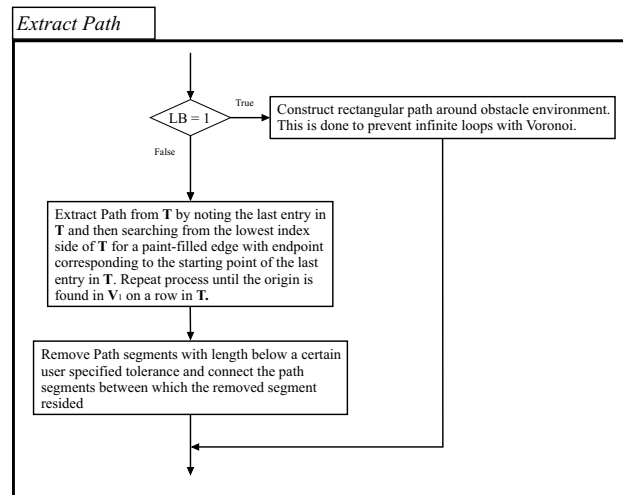 Extract Path
LB = 1
True
False
Construct rectangular path around obstacle environment.
This is done to prevent infinite loops with Voronoi.
Extract Path from T by noting the last entry in
T and then searching from the lowest index
side of T for a paint-filled edge with endpoint
corresponding to the starting point of the last
entry in T. Repeat process until the origin is
found in V1 on a row in T.
Remove Path segments with length below a certain
user specified tolerance and connect the path
segments between which the removed segment
resided